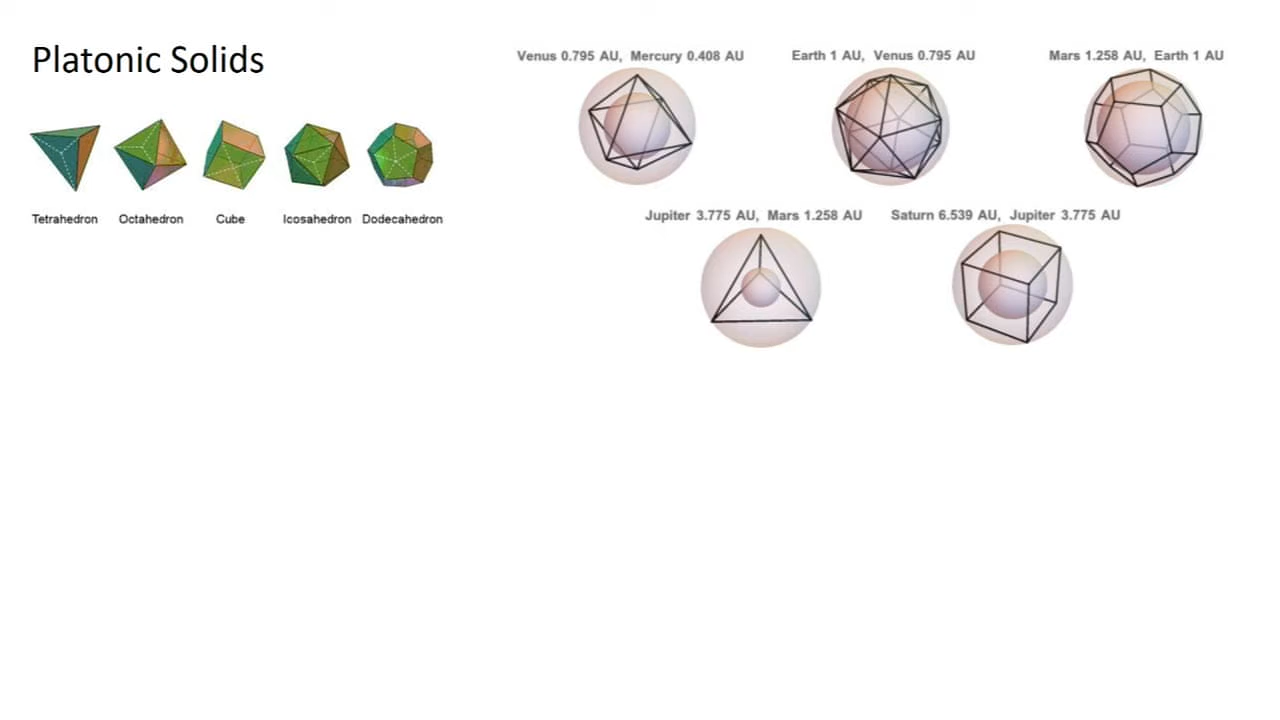 Platonic Solids
Tetrahedron
Octahedron
Cube
Icosahedron
Dodecahedron
Venus 0.795 AU, Mercury 0.408 AU
Earth 1 AU, Venus 0.795 AU
Mars 1.258 AU, Earth 1 AU
Jupiter 3.775 AU, Mars 1.258 AU
Saturn 6.539 AU, Jupiter 3.775 AU